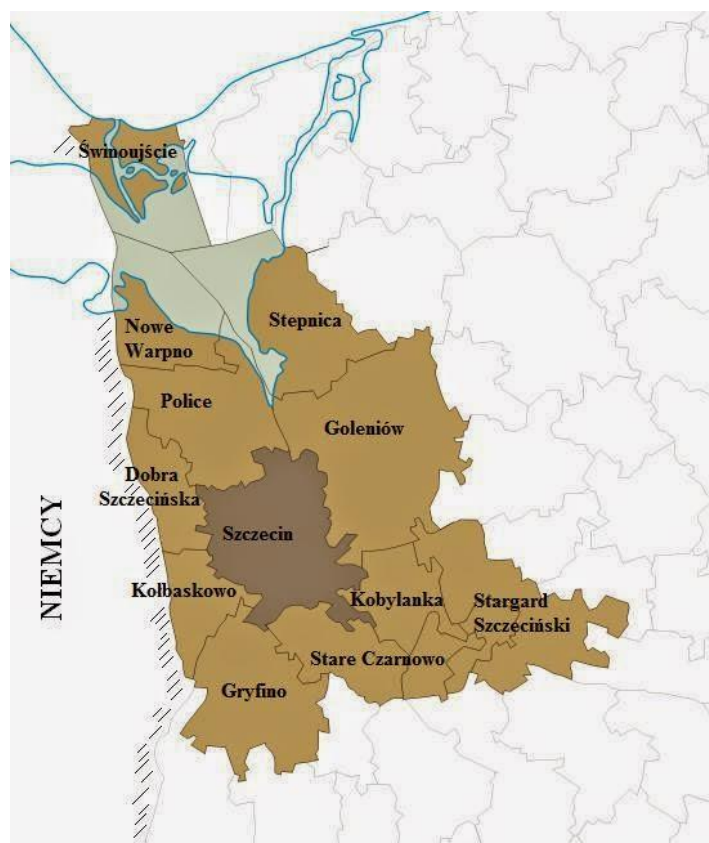 Świnoujście
Stepnica
Nowe
Warpno
Police
Goleniów
Dobra
Szczecińska
Szczecin
NIEMCY
Kołbaskowo
Kobylanka
Stargard
Szczeciński
Stare Czarnowo
Gryfino